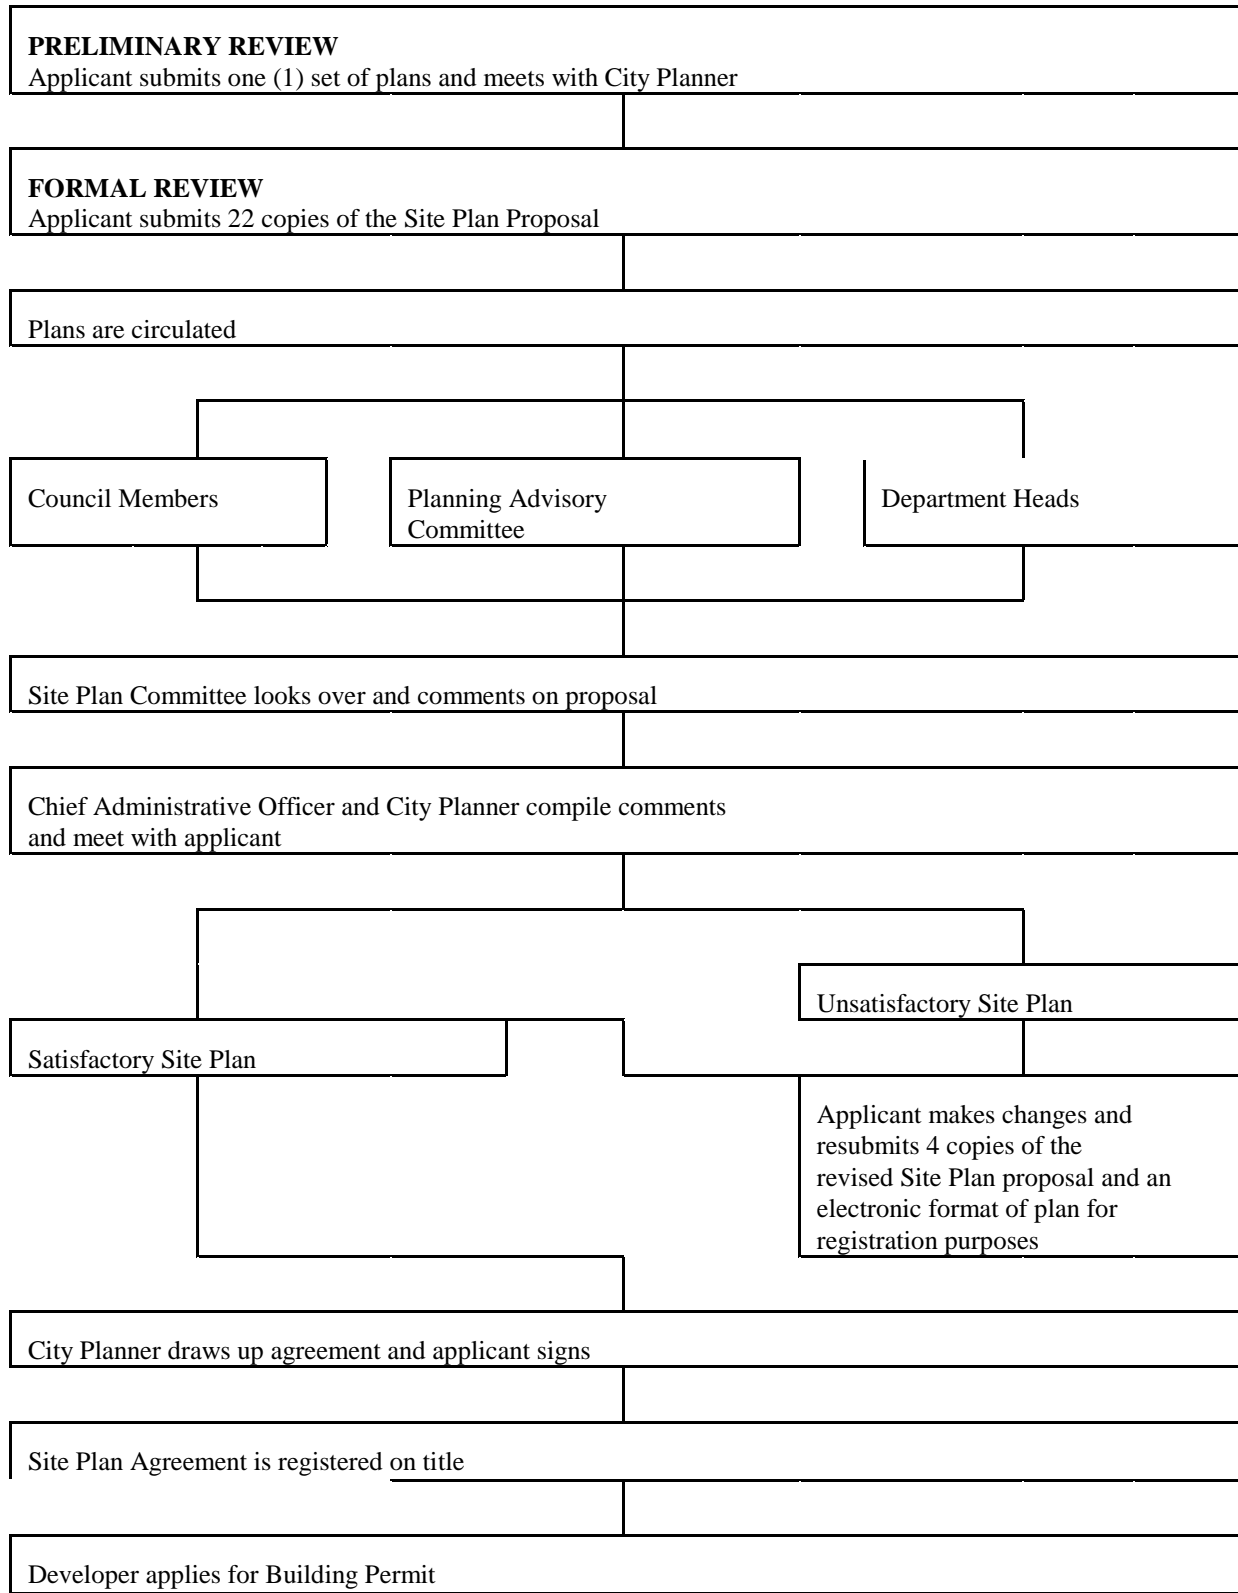 PRELIMINARY REVIEW
Applicant submits one (1) set of plans and meets with City Planner
FORMAL REVIEW
Applicant submits 22 copies of the Site Plan Proposal
Plans are circulated
Council Members
Planning Advisory
Committee
Department Heads
Site Plan Committee looks over and comments on proposal
Chief Administrative Officer and City Planner compile comments
and meet with applicant
Unsatisfactory Site Plan
Satisfactory Site Plan
Applicant makes changes and
resubmits 4 copies of the
revised Site Plan proposal and an
electronic format of plan for
registration purposes
City Planner draws up agreement and applicant signs
Site Plan Agreement is registered on title
Developer applies for Building Permit